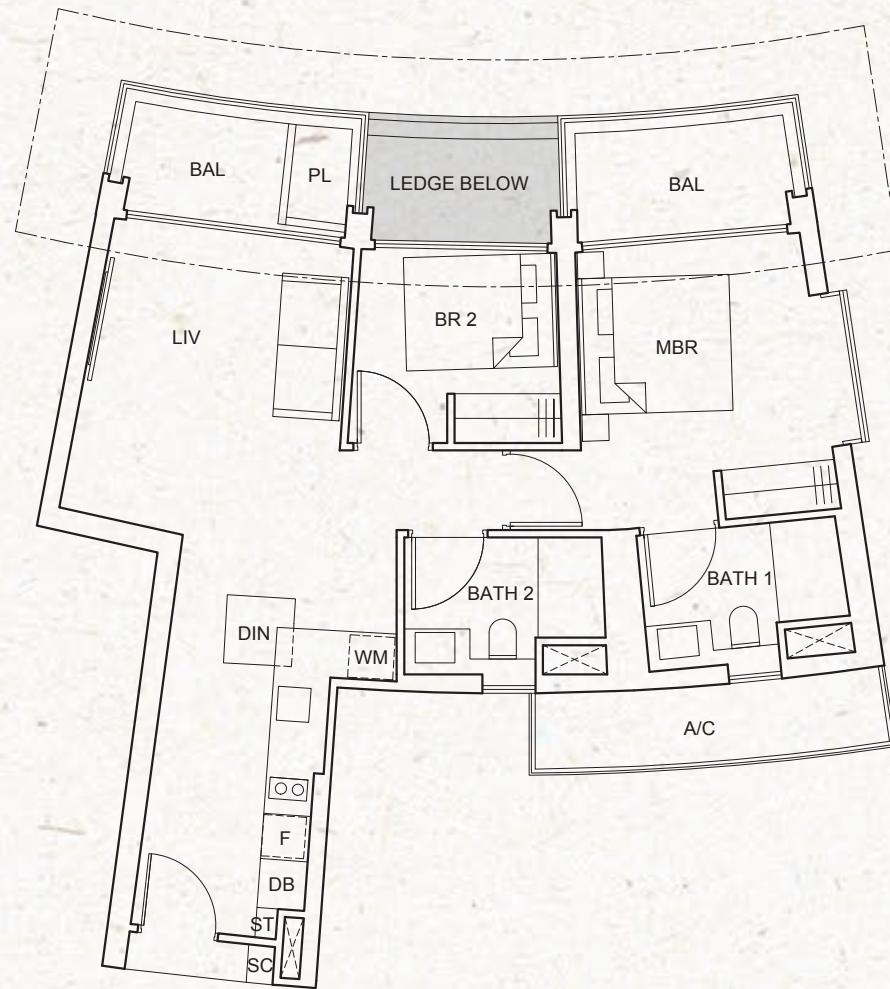 BAL
PL
LEDGE BELOW
BAL
LIV
BR 2
MBR
BATH 2
BATH 1
DIN
WM
A/C
F
DB
ST
SC